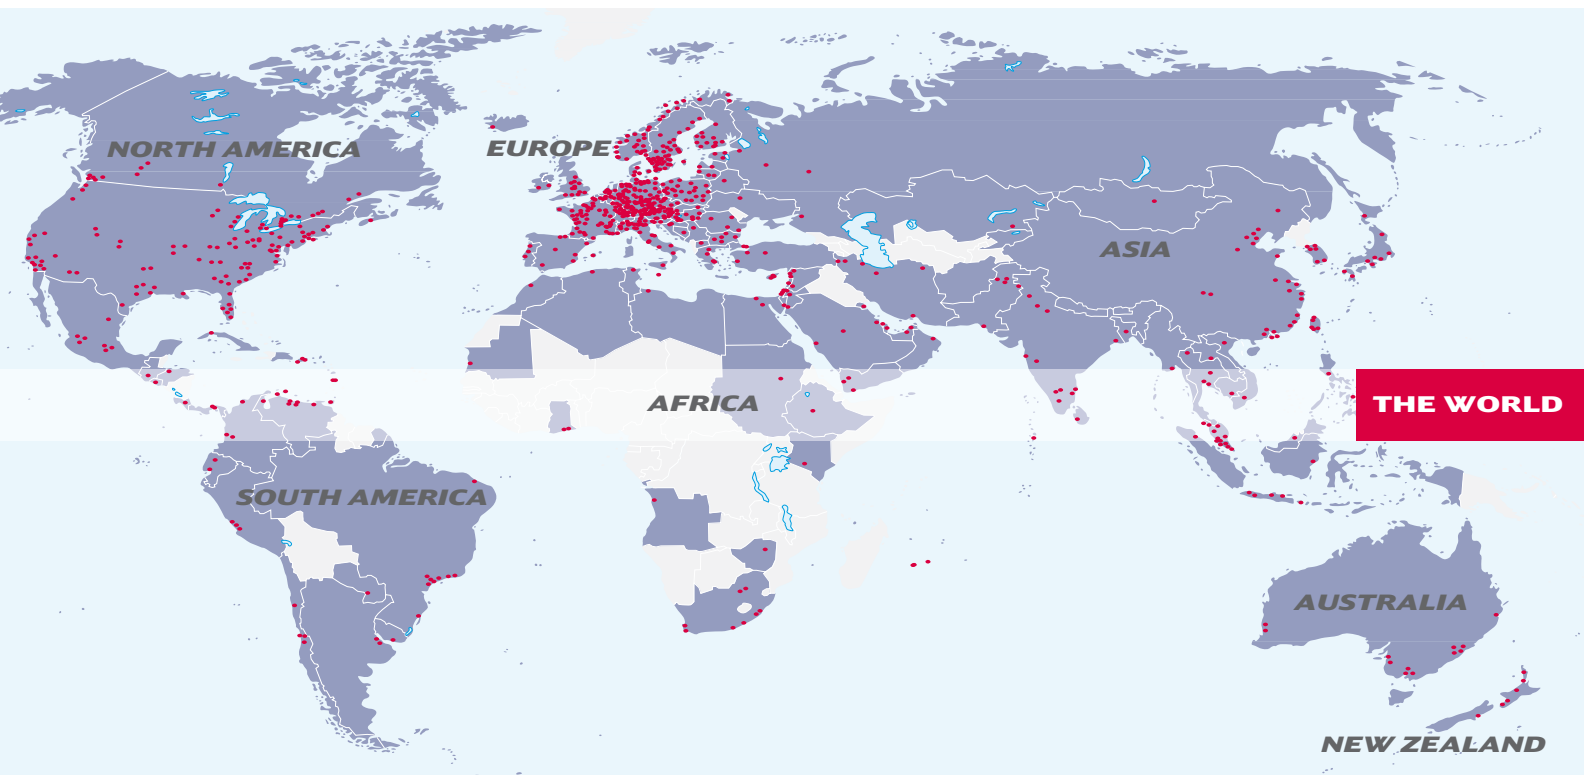 NORTH AMERICA
EUROPE
ASIA
AFRICA
THE WORLD
SOUTH AMERICA
AUSTRALIA
NEW ZEALAND